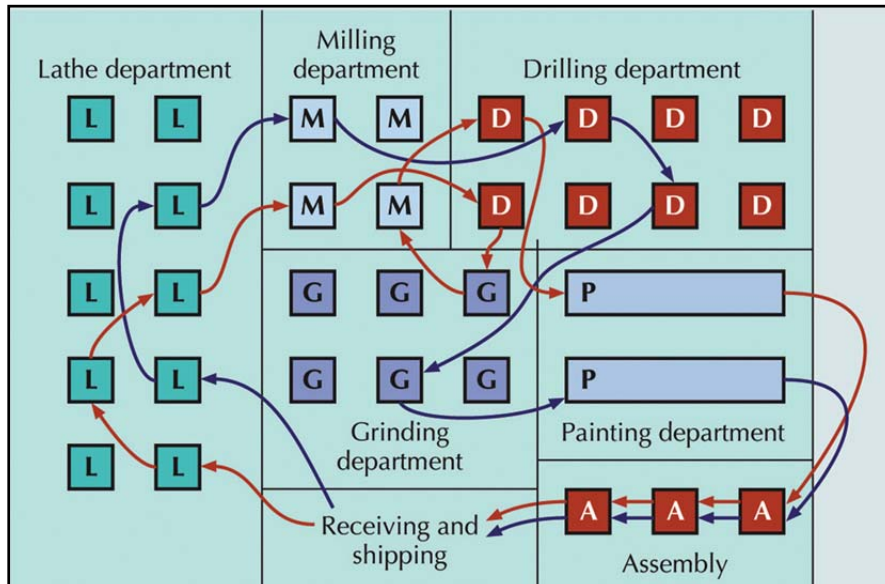 Lathe department
Milling
department
Drilling department
L L M M D D D D
L L M M D D D D
L L G G G P
L L G G G P
Grinding
department
Painting department
L L
Receiving and
shipping
A A A
Assembly